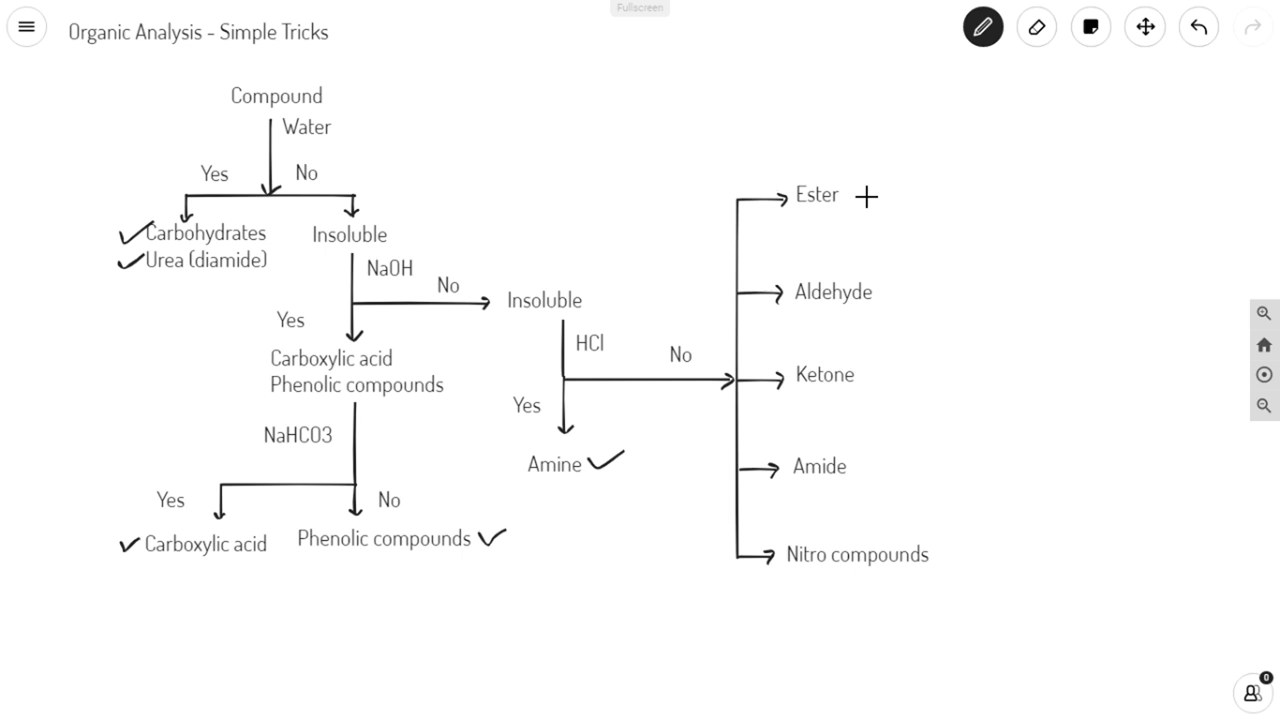 Fullscreen
Organic Analysis - Simple Tricks
Compound
Water
Yes
No
Carbohydrates
Urea (diamide)
Insoluble
NaOH
No
Yes
Insoluble
Carboxylic acid
Phenolic compounds
HCl
No
Yes
Amine
NaHCO3
Yes
No
Carboxylic acid
Phenolic compounds
Ester
Aldehyde
Ketone
Amide
Nitro compounds
0